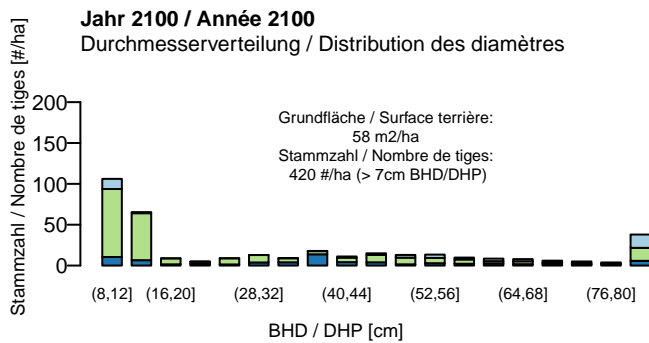 Jahr 2100 / Année 2100
Durchmesserverteilung / Distribution des diamètres
Stammzahl / Nombre de tiges [#/ha]
200
150
100
50
0
Grundfläche / Surface terrière:
58 m2/ha
Stammzahl / Nombre de tiges:
420 #/ha (> 7cm BHD/DHP)
(8,12] (16,20] (28,32] (40,44] (52,56] (64,68] (76,80]
BHD / DHP [cm]